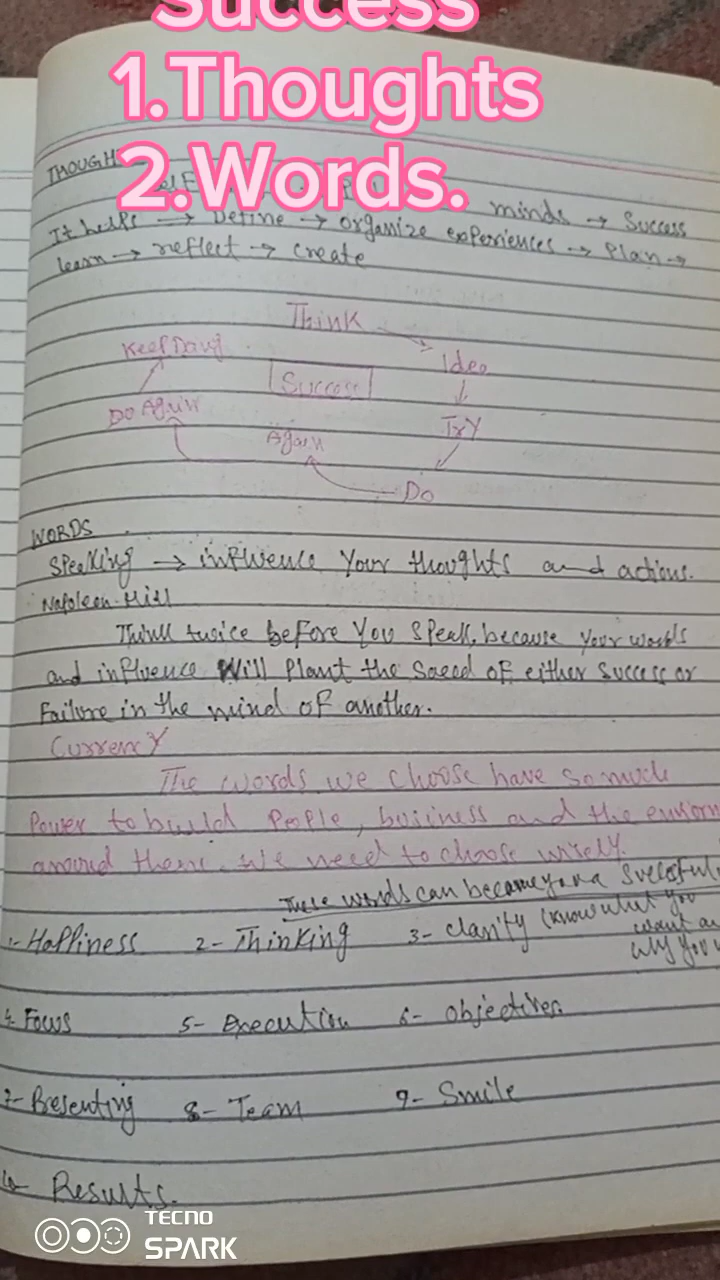 Success
1.Thoughts
2.Words.
THOUGH
minds → Success
It helps → Define → organize experiences → Plan →
learn → reflect → create
Think
Keep Doing
Idea
Success
Do Again
Again
Try
Do
WORDS
Speaking → influence Your thoughts and actions.
Napoleon Hill
Think twice before You Speak, because your words
and influence Will Plant the Saeed of either Success or
Failure in the mind of another.
Currency
The words we choose have so much
Power to build People, business and the
around them. We need to choose wisely.
These words can become a
1- Happiness 2- Thinking 3- Clarity (Know what you
want
why you
4- Focus 5- Execution 6- objectives
7- Presenting 8- Team 9- Smile
10- Results.
TECNO
SPARK